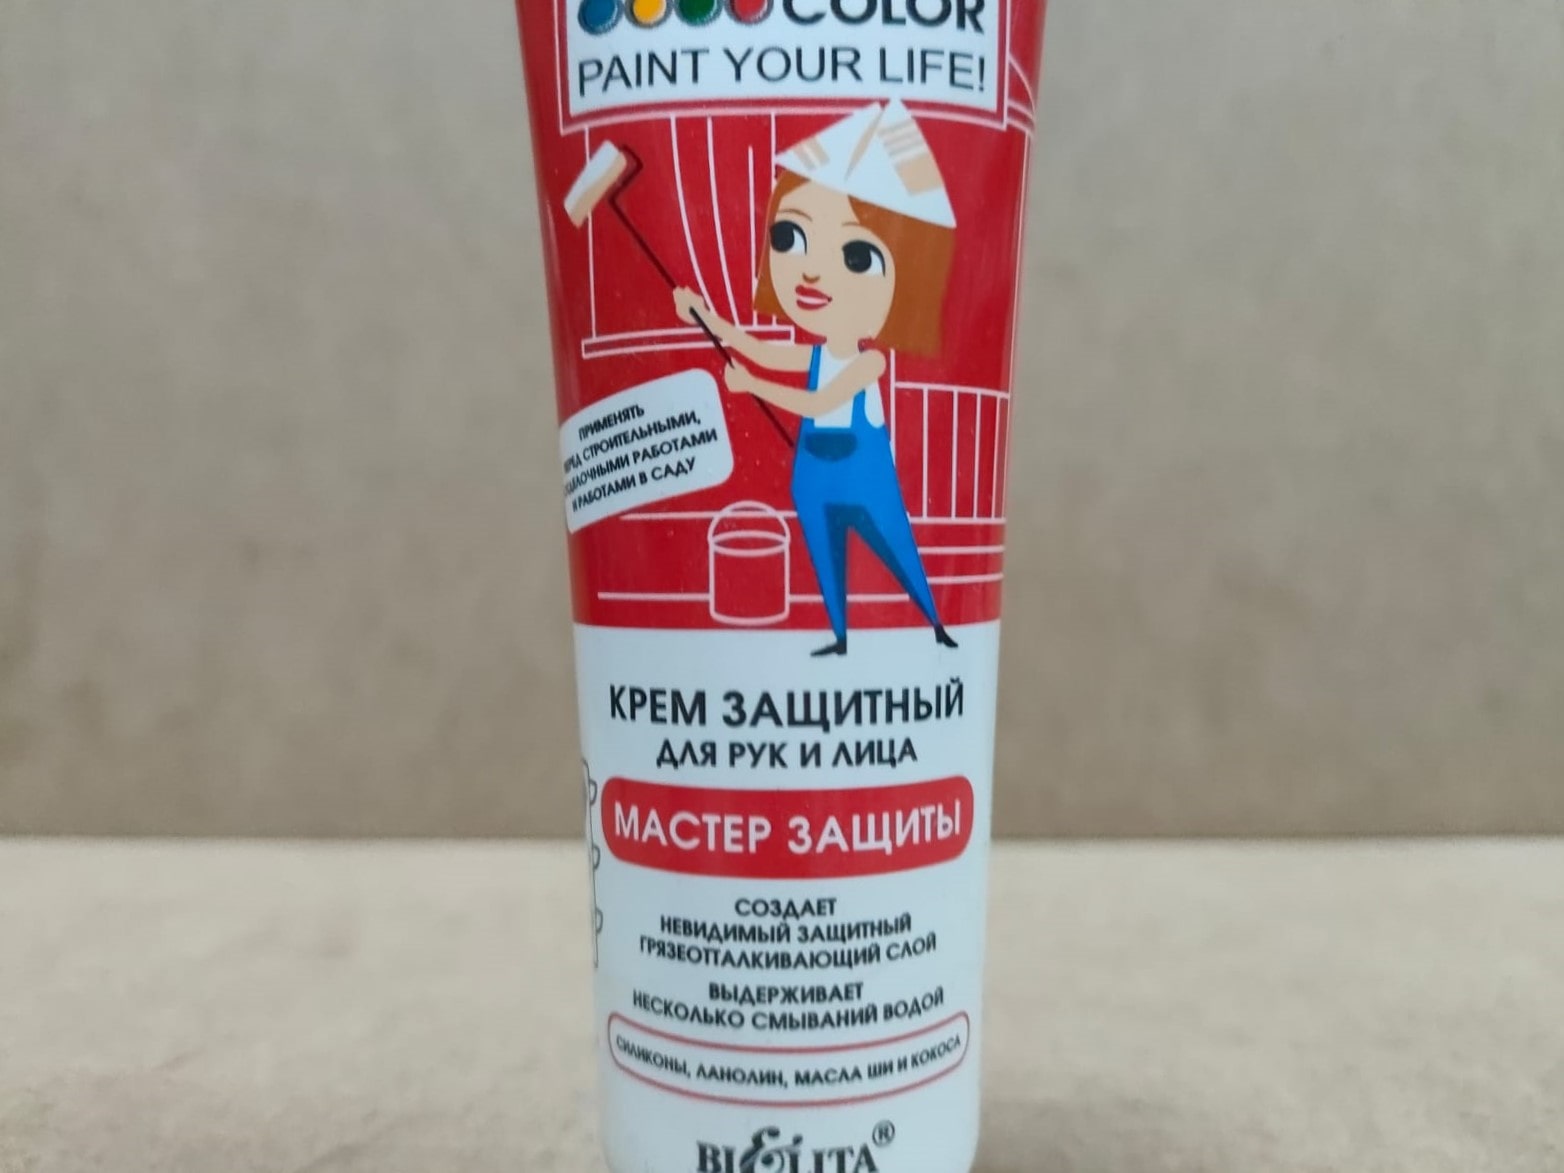 COLOR
PAINT YOUR LIFE!
ПРИМЕНЯТЬ
СТРОИТЕЛЬНЫМИ,
РАБОТАМИ
И РАБОТАМИ В САДУ
КРЕМ ЗАЩИТНЫЙ
ДЛЯ РУК И ЛИЦА
МАСТЕР ЗАЩИТЫ
СОЗДАЕТ
НЕВИДИМЫЙ ЗАЩИТНЫЙ
ГРЯЗЕОТТАЛКИВАЮЩИЙ СЛОЙ
ВЫДЕРЖИВАЕТ
НЕСКОЛЬКО СМЫВАНИЙ ВОДОЙ
СИЛИКОНЫ, ЛАНОЛИН, МАСЛА ШИ И КОКОСА
BIELITA®